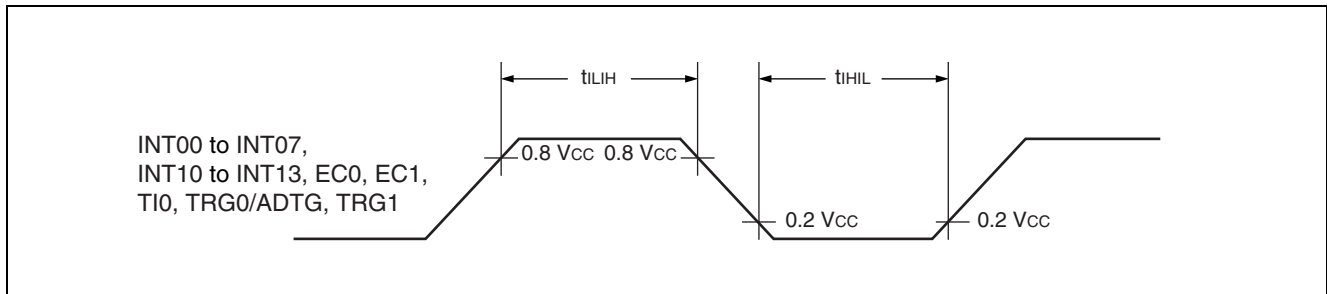 tILIH
tIHIL
INT00 to INT07,
INT10 to INT13, EC0, EC1,
TI0, TRG0/ADTG, TRG1
0.8 VCC 0.8 VCC
0.2 VCC
0.2 VCC